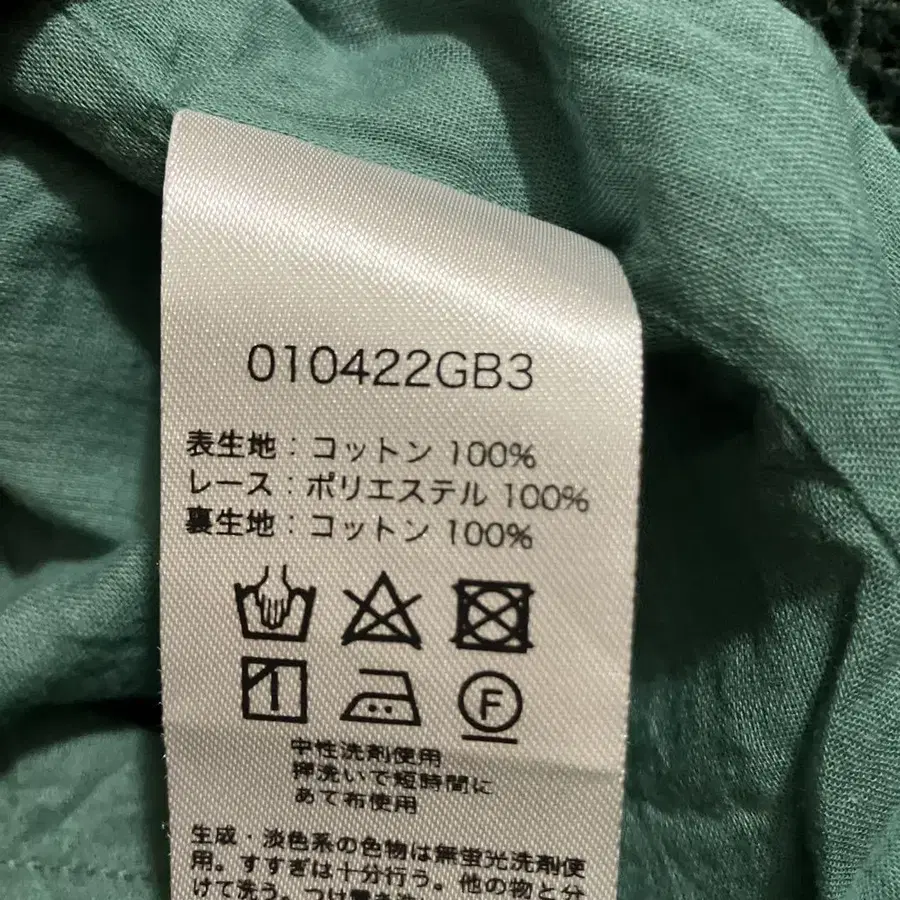 010422GB3
表生地：コットン 100%
レース：ポリエステル 100%
裏生地：コットン 100%
F
中性洗剤使用
押洗いで短時間に
あて布使用
生成・淡色系の色物は無蛍光洗剤使
用。すすぎは十分行う。他の物と分
けて洗う。つけ置き